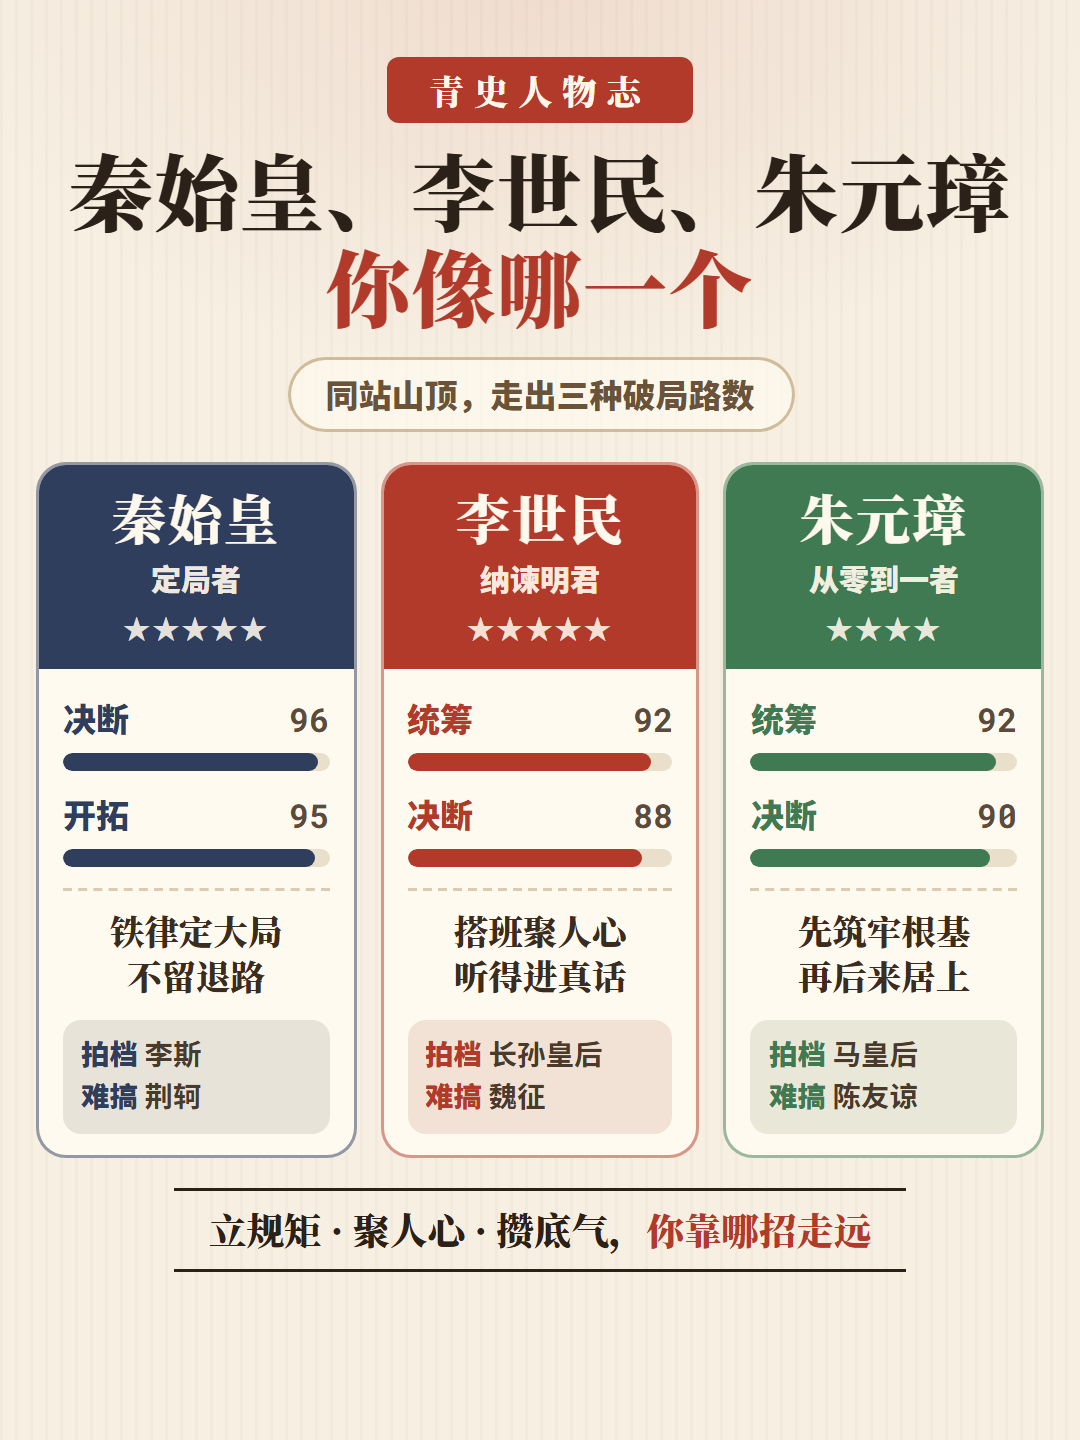 青史人物志
秦始皇、李世民、朱元璋
你像哪一个
同站山顶，走出三种破局路数
秦始皇
定局者
★★★★★
决断 96
开拓 95
铁律定大局
不留退路
拍档 李斯
难搞 荆轲
李世民
纳谏明君
★★★★★
统筹 92
决断 88
搭班聚人心
听得进真话
拍档 长孙皇后
难搞 魏征
朱元璋
从零到一者
★★★★
统筹 92
决断 90
先筑牢根基
再后来居上
拍档 马皇后
难搞 陈友谅
立规矩·聚人心·攒底气，你靠哪招走远